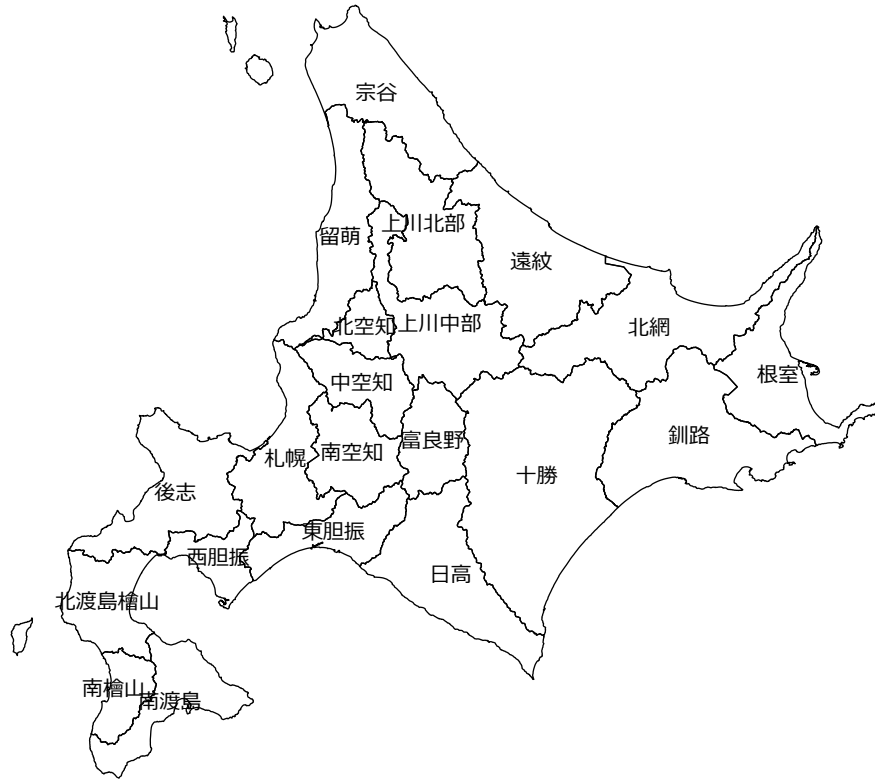 宗谷
上川北部
留萌
遠紋
北空知
上川中部
北網
中空知
根室
富良野
釧路
南空知
札幌
十勝
後志
東胆振
西胆振
日高
北渡島檜山
南檜山
南渡島